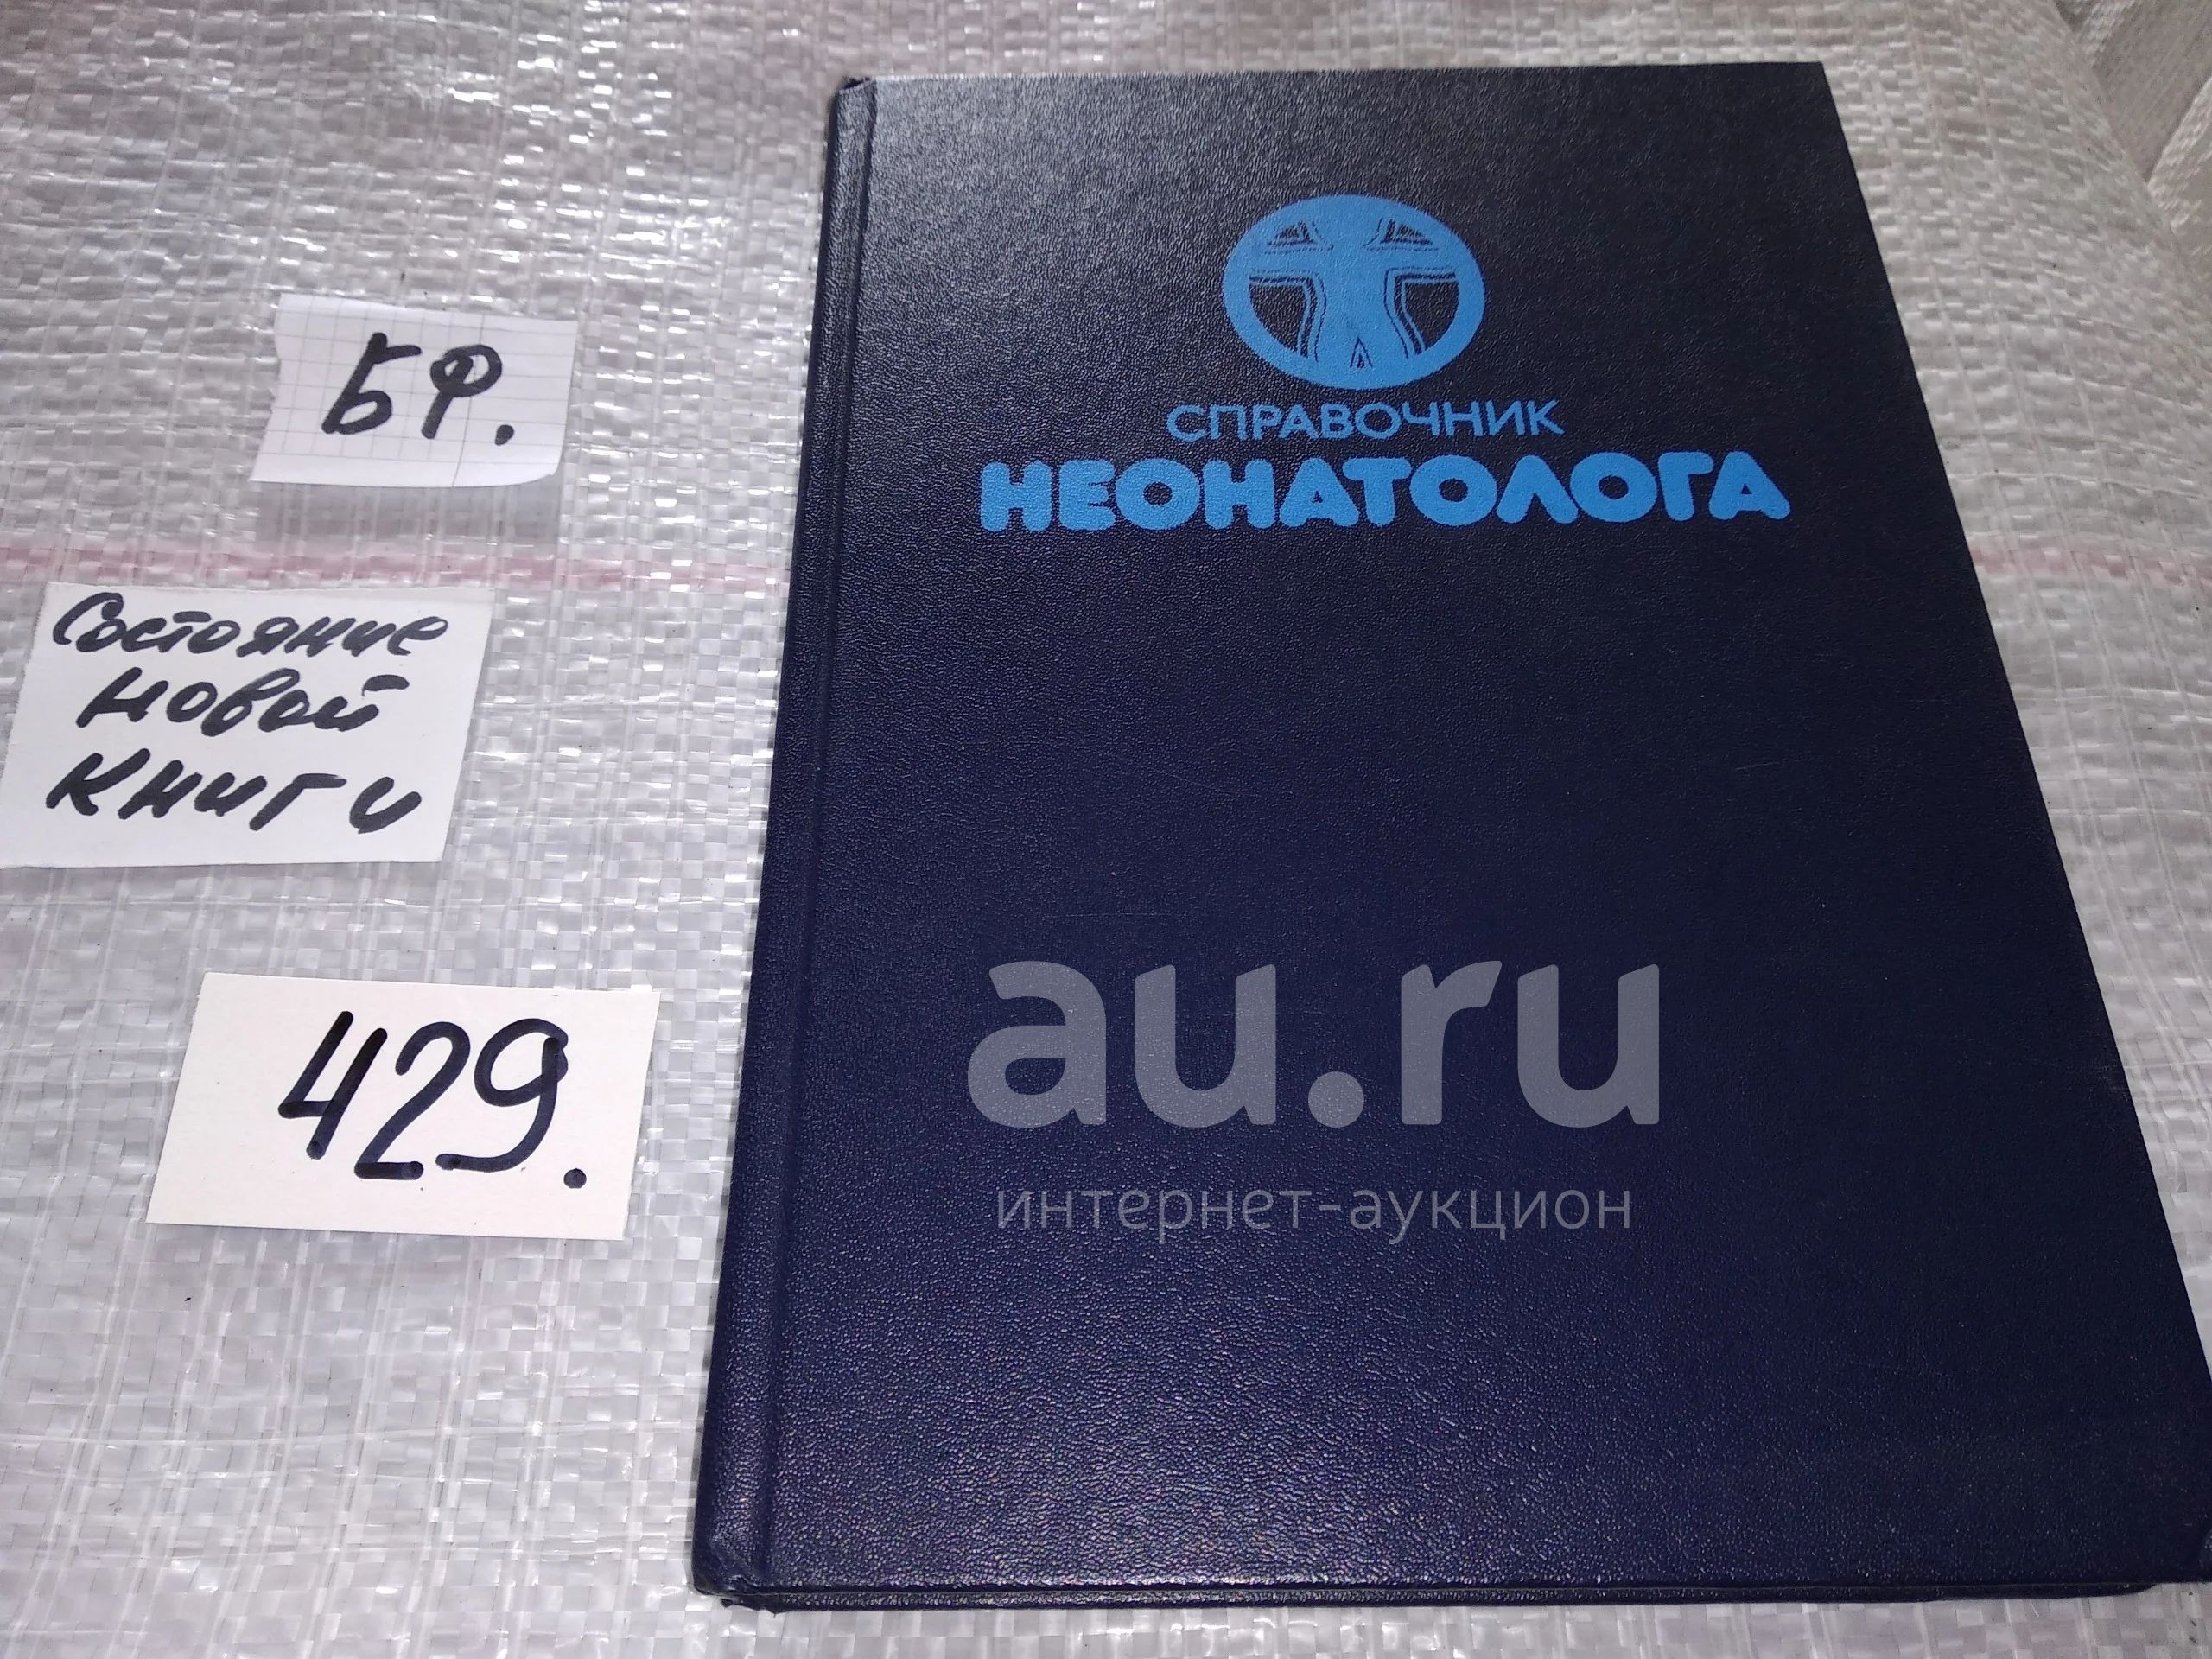 БФ.
Состояние
новой
книги
429.
СПРАВОЧНИК
НЕОНАТОЛОГА
au.ru
интернет-аукцион